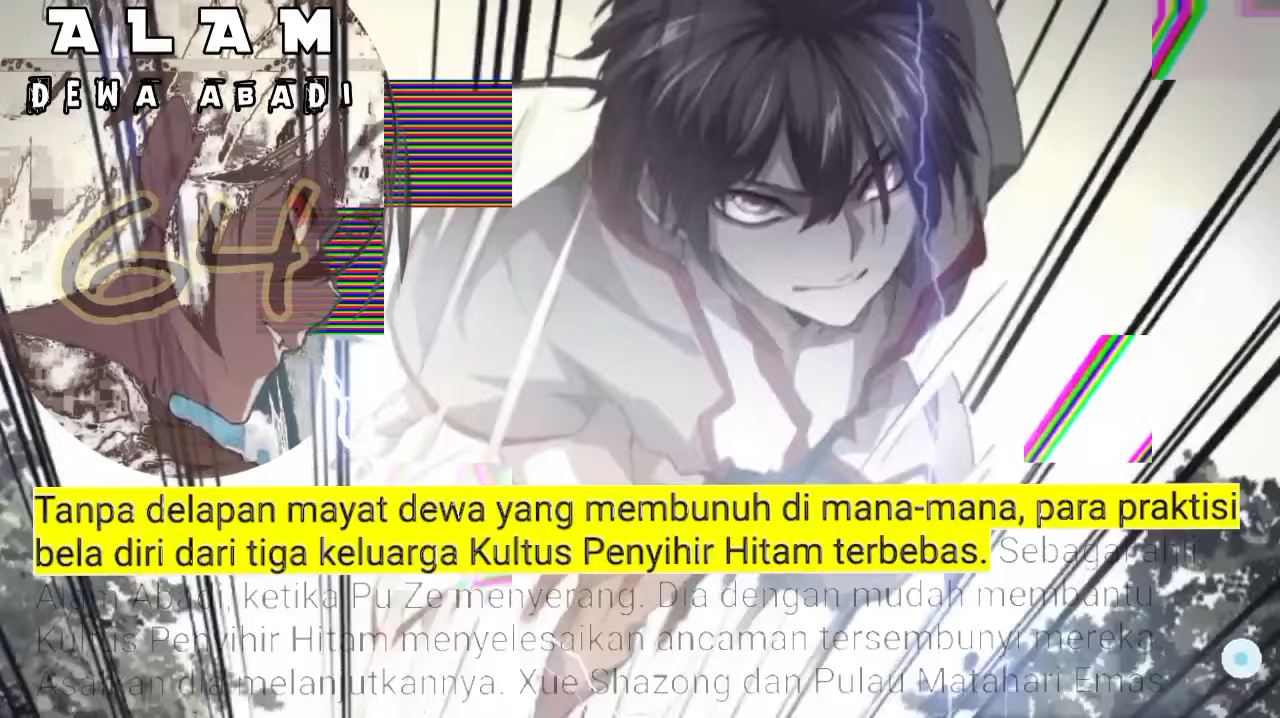 ALAM
DEWA ABADI
64
Tanpa delapan mayat dewa yang membunuh di mana-mana, para praktisi
bela diri dari tiga keluarga Kultus Penyihir Hitam terbebas. Sebagai ahli
Alam Abadi, ketika Pu Ze menyerang. Dia dengan mudah membantu
Kultus Penyihir Hitam menyelesaikan ancaman tersembunyi mereka
Asalkan dia melanjutkannya. Xue Shazong dan Pulau Matahari Emas